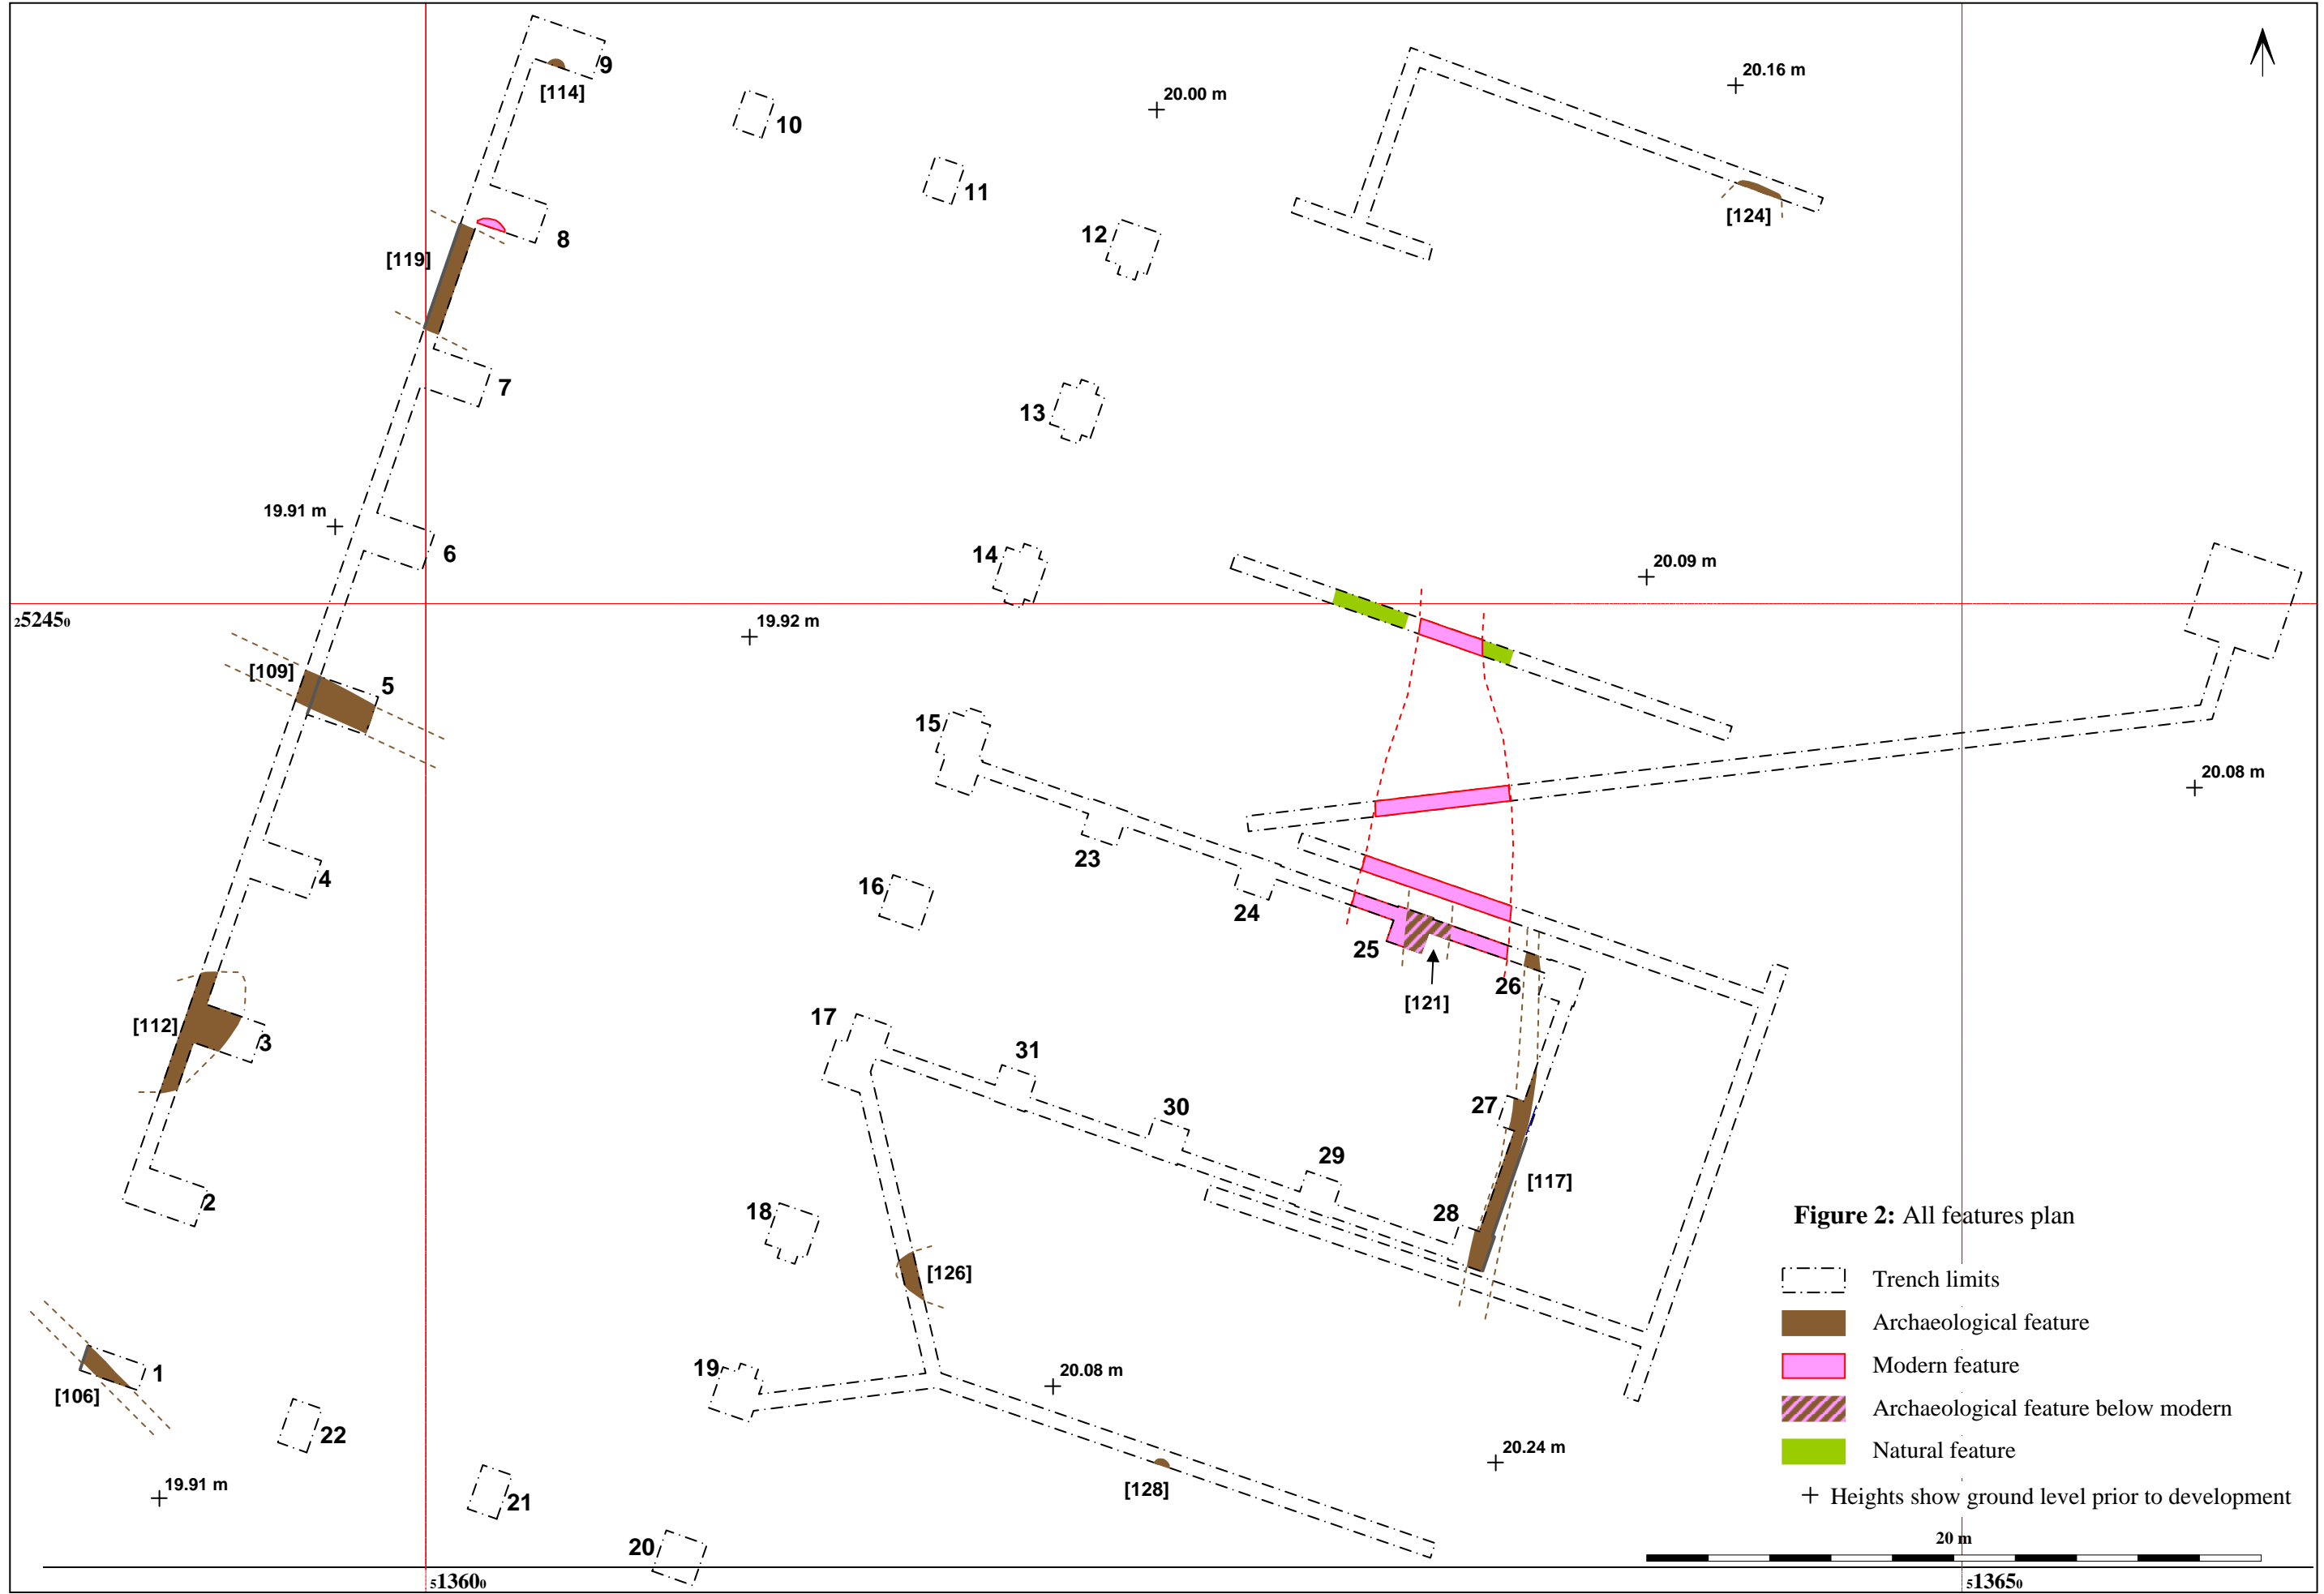 9
[114]
10
20.00 m
20.16 m
11
[124]
8
12
[119]
7
13
19.91 m
6
14
20.09 m
252450
19.92 m
[109]
5
15
20.08 m
4
23
16
24
25
26
[121]
17
[112]
3
31
27
30
29
[117]
2
18
28
Figure 2: All features plan
[126]
Trench limits
Archaeological feature
1
19
20.08 m
Modern feature
[106]
Archaeological feature below modern
22
20.24 m
Natural feature
19.91 m
[128]
21
Heights show ground level prior to development
20
20 m
513600
513650